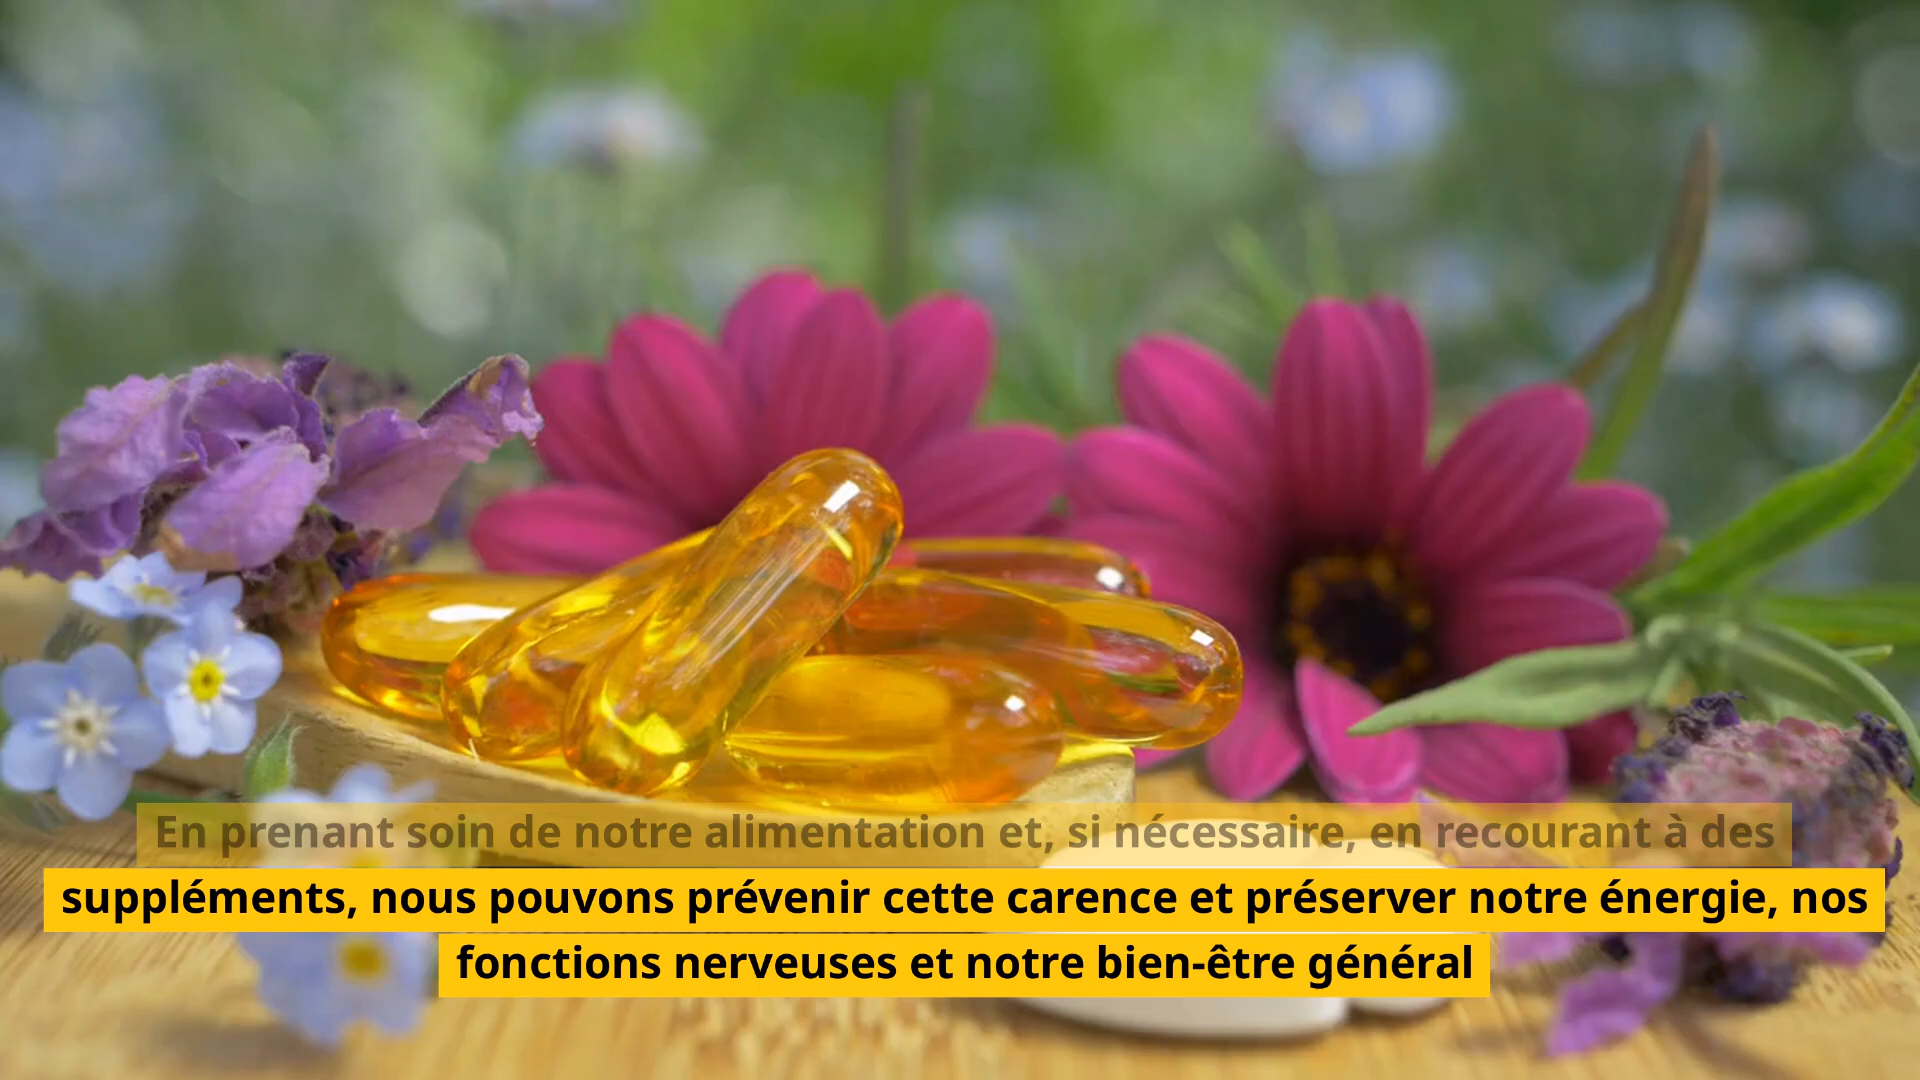 En prenant soin de notre alimentation et, si nécessaire, en recourant à des
suppléments, nous pouvons prévenir cette carence et préserver notre énergie, nos
fonctions nerveuses et notre bien-être général